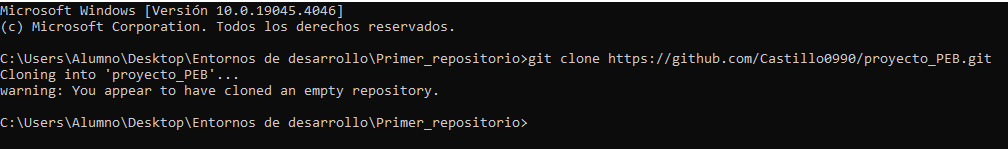 Microsoft Windows [Versión 10.0.19045.4046]
(c) Microsoft Corporation. Todos los derechos reservados.
C:\Users\Alumno\Desktop\Entornos de desarrollo\Primer_repositorio>git clone https://github.com/Castillo0990/proyecto_PEB.git
Cloning into 'proyecto_PEB'...
warning: You appear to have cloned an empty repository.
C:\Users\Alumno\Desktop\Entornos de desarrollo\Primer_repositorio>